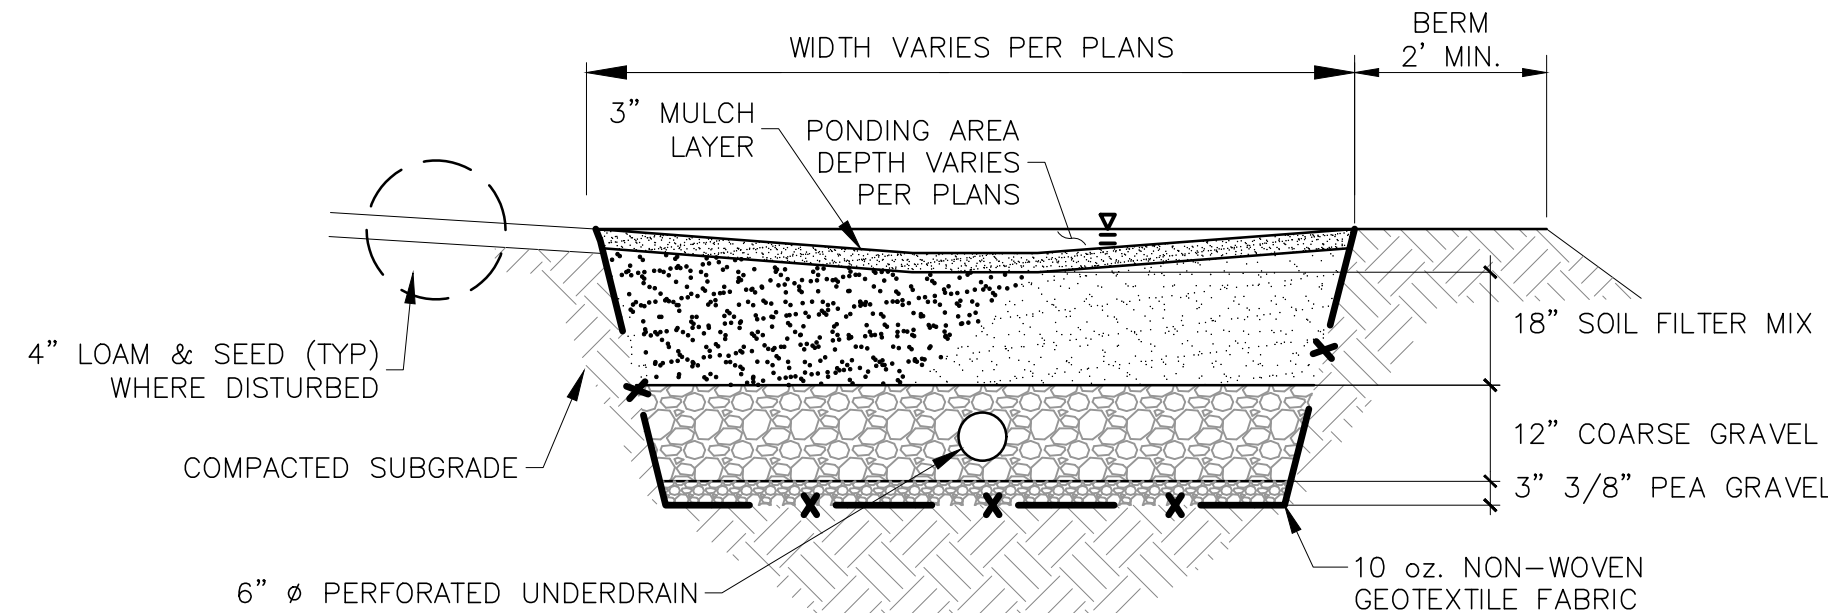 BERM
2’ MIN.
WIDTH VARIES PER PLANS
3” MULCH
LAYER
PONDING AREA
DEPTH VARIES
PER PLANS
4” LOAM & SEED (TYP)
WHERE DISTURBED
COMPACTED SUBGRADE
6” ø PERFORATED UNDERDRAIN
18” SOIL FILTER MIX
12” COARSE GRAVEL
3” 3/8” PEA GRAVEL
10 oz. NON-WOVEN
GEOTEXTILE FABRIC